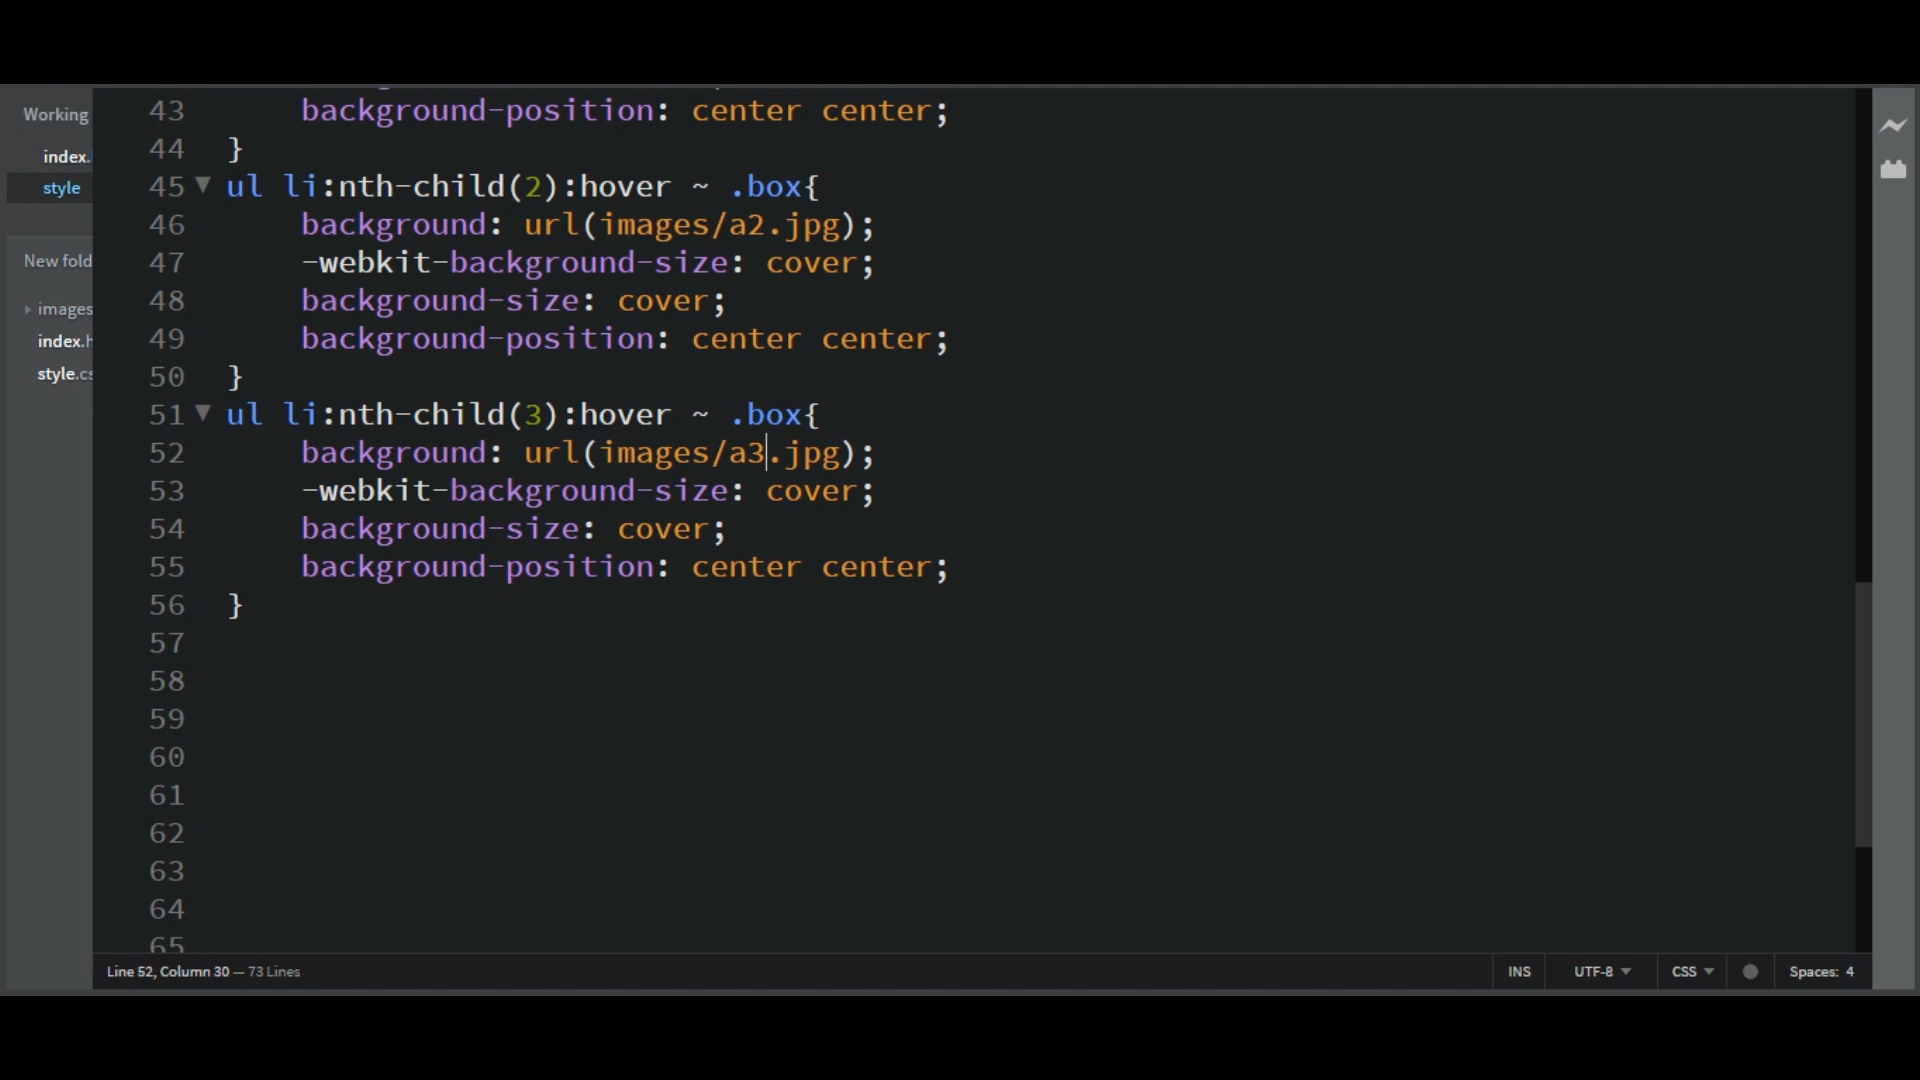 Working
index.
style
New fold
images
index.h
style.cs
43 background-position: center center;
44 }
45 ul li:nth-child(2):hover ~ .box{
46 background: url(images/a2.jpg);
47 -webkit-background-size: cover;
48 background-size: cover;
49 background-position: center center;
50 }
51 ul li:nth-child(3):hover ~ .box{
52 background: url(images/a3.jpg);
53 -webkit-background-size: cover;
54 background-size: cover;
55 background-position: center center;
56 }
57
58
59
60
61
62
63
64
65
Line 52, Column 30 — 73 Lines
INS UTF-8 CSS Spaces: 4